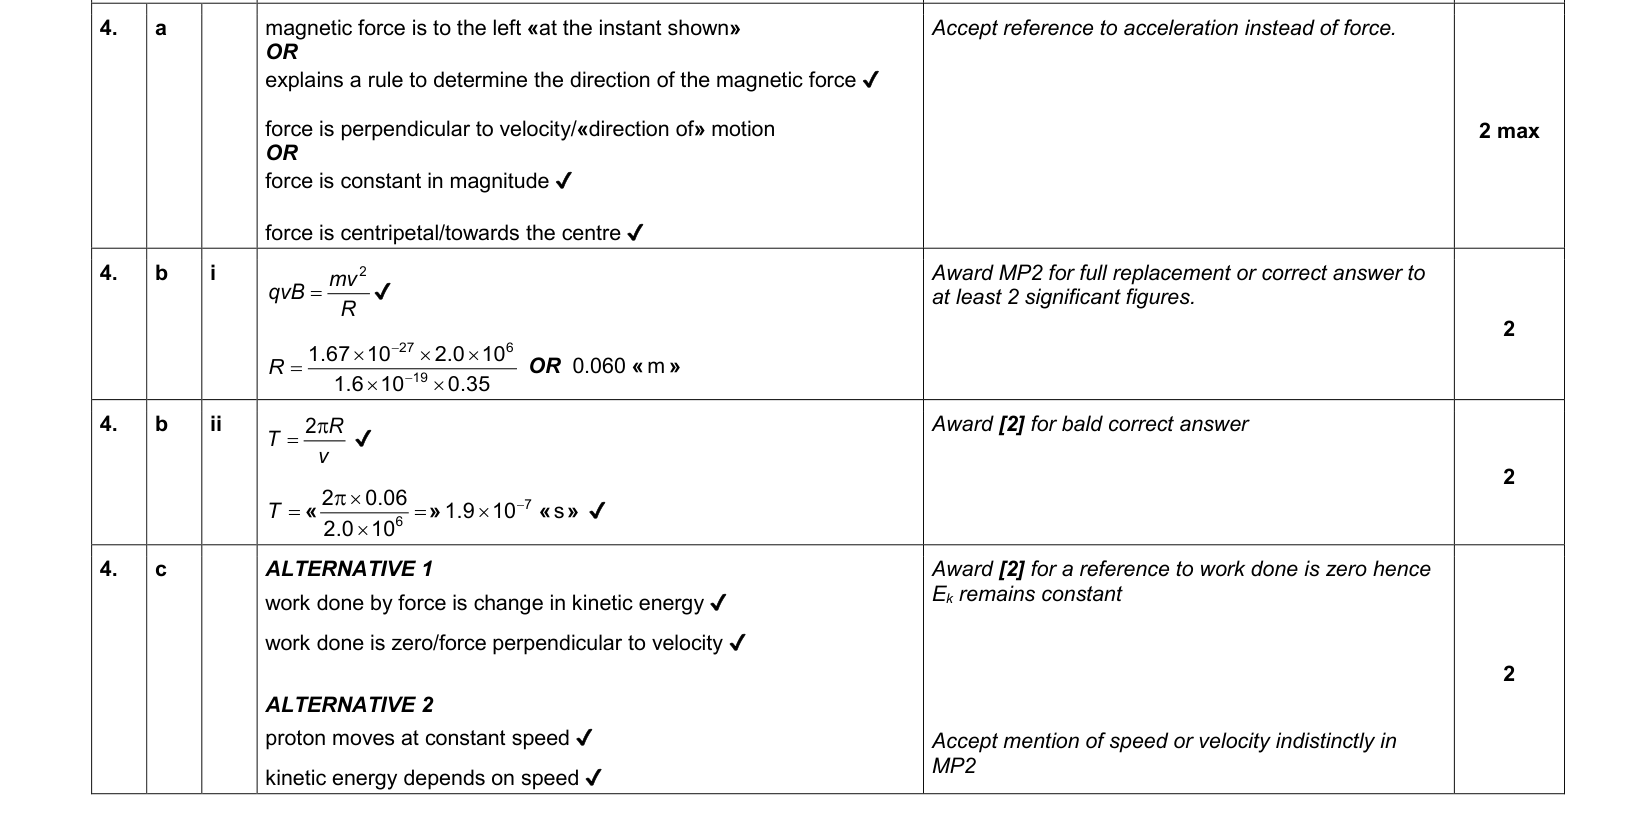 4. a magnetic force is to the left «at the instant shown» Accept reference to acceleration instead of force.
OR
explains a rule to determine the direction of the magnetic force ✓
force is perpendicular to velocity/«direction of» motion
2 max
OR
force is constant in magnitude ✓
force is centripetal/towards the centre ✓
4. b i qvB = mv²/R ✓ Award MP2 for full replacement or correct answer to
at least 2 significant figures.
2
R = 1.67×10⁻²⁷ ×2.0×10⁶ / 1.6×10⁻¹⁹ ×0.35 OR 0.060 «m»
4. b ii T = 2πR/v ✓ Award [2] for bald correct answer
2
T = « 2π×0.06 / 2.0×10⁶ =» 1.9×10⁻⁷ «s» ✓
4. c ALTERNATIVE 1 Award [2] for a reference to work done is zero hence
Eₖ remains constant
work done by force is change in kinetic energy ✓
work done is zero/force perpendicular to velocity ✓
2
ALTERNATIVE 2
proton moves at constant speed ✓ Accept mention of speed or velocity indistinctly in
MP2
kinetic energy depends on speed ✓